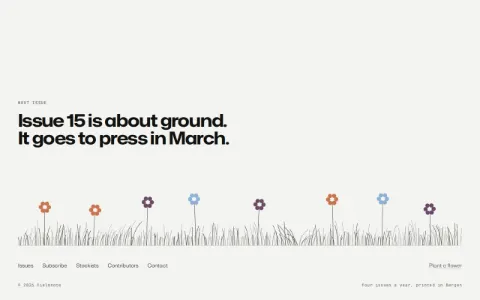 NEXT ISSUE
Issue 15 is about ground.
It goes to press in March.
Issues Subscribe Stockists Contributors Contact
Plant a flower
© 2026 Fieldnote
Four issues a year, printed in Bergen